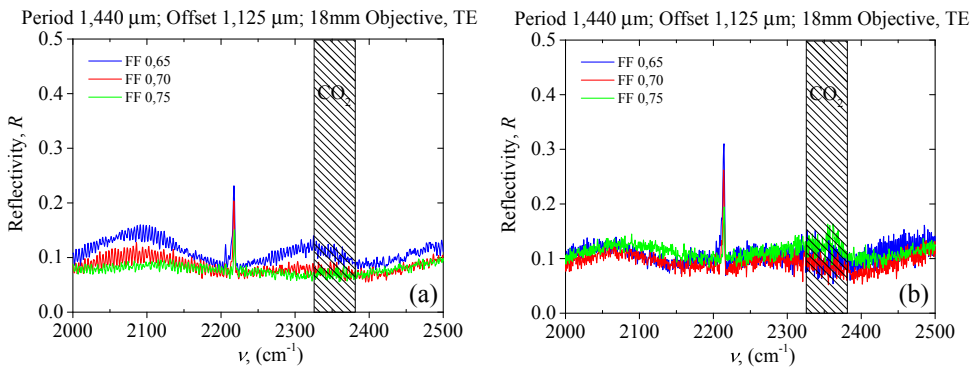 Period 1,440 µm; Offset 1,125 µm; 18mm Objective, TE
0.5
0.4
0.3
0.2
0.1
0.0
Reflectivity, R
FF 0,65
FF 0,70
FF 0,75
CO2
(a)
2000 2100 2200 2300 2400 2500
ν, (cm-1)
Period 1,440 µm; Offset 1,125 µm; 18mm Objective, TE
0.5
0.4
0.3
0.2
0.1
0.0
Reflectivity, R
FF 0,65
FF 0,70
FF 0,75
CO2
(b)
2000 2100 2200 2300 2400 2500
ν, (cm-1)